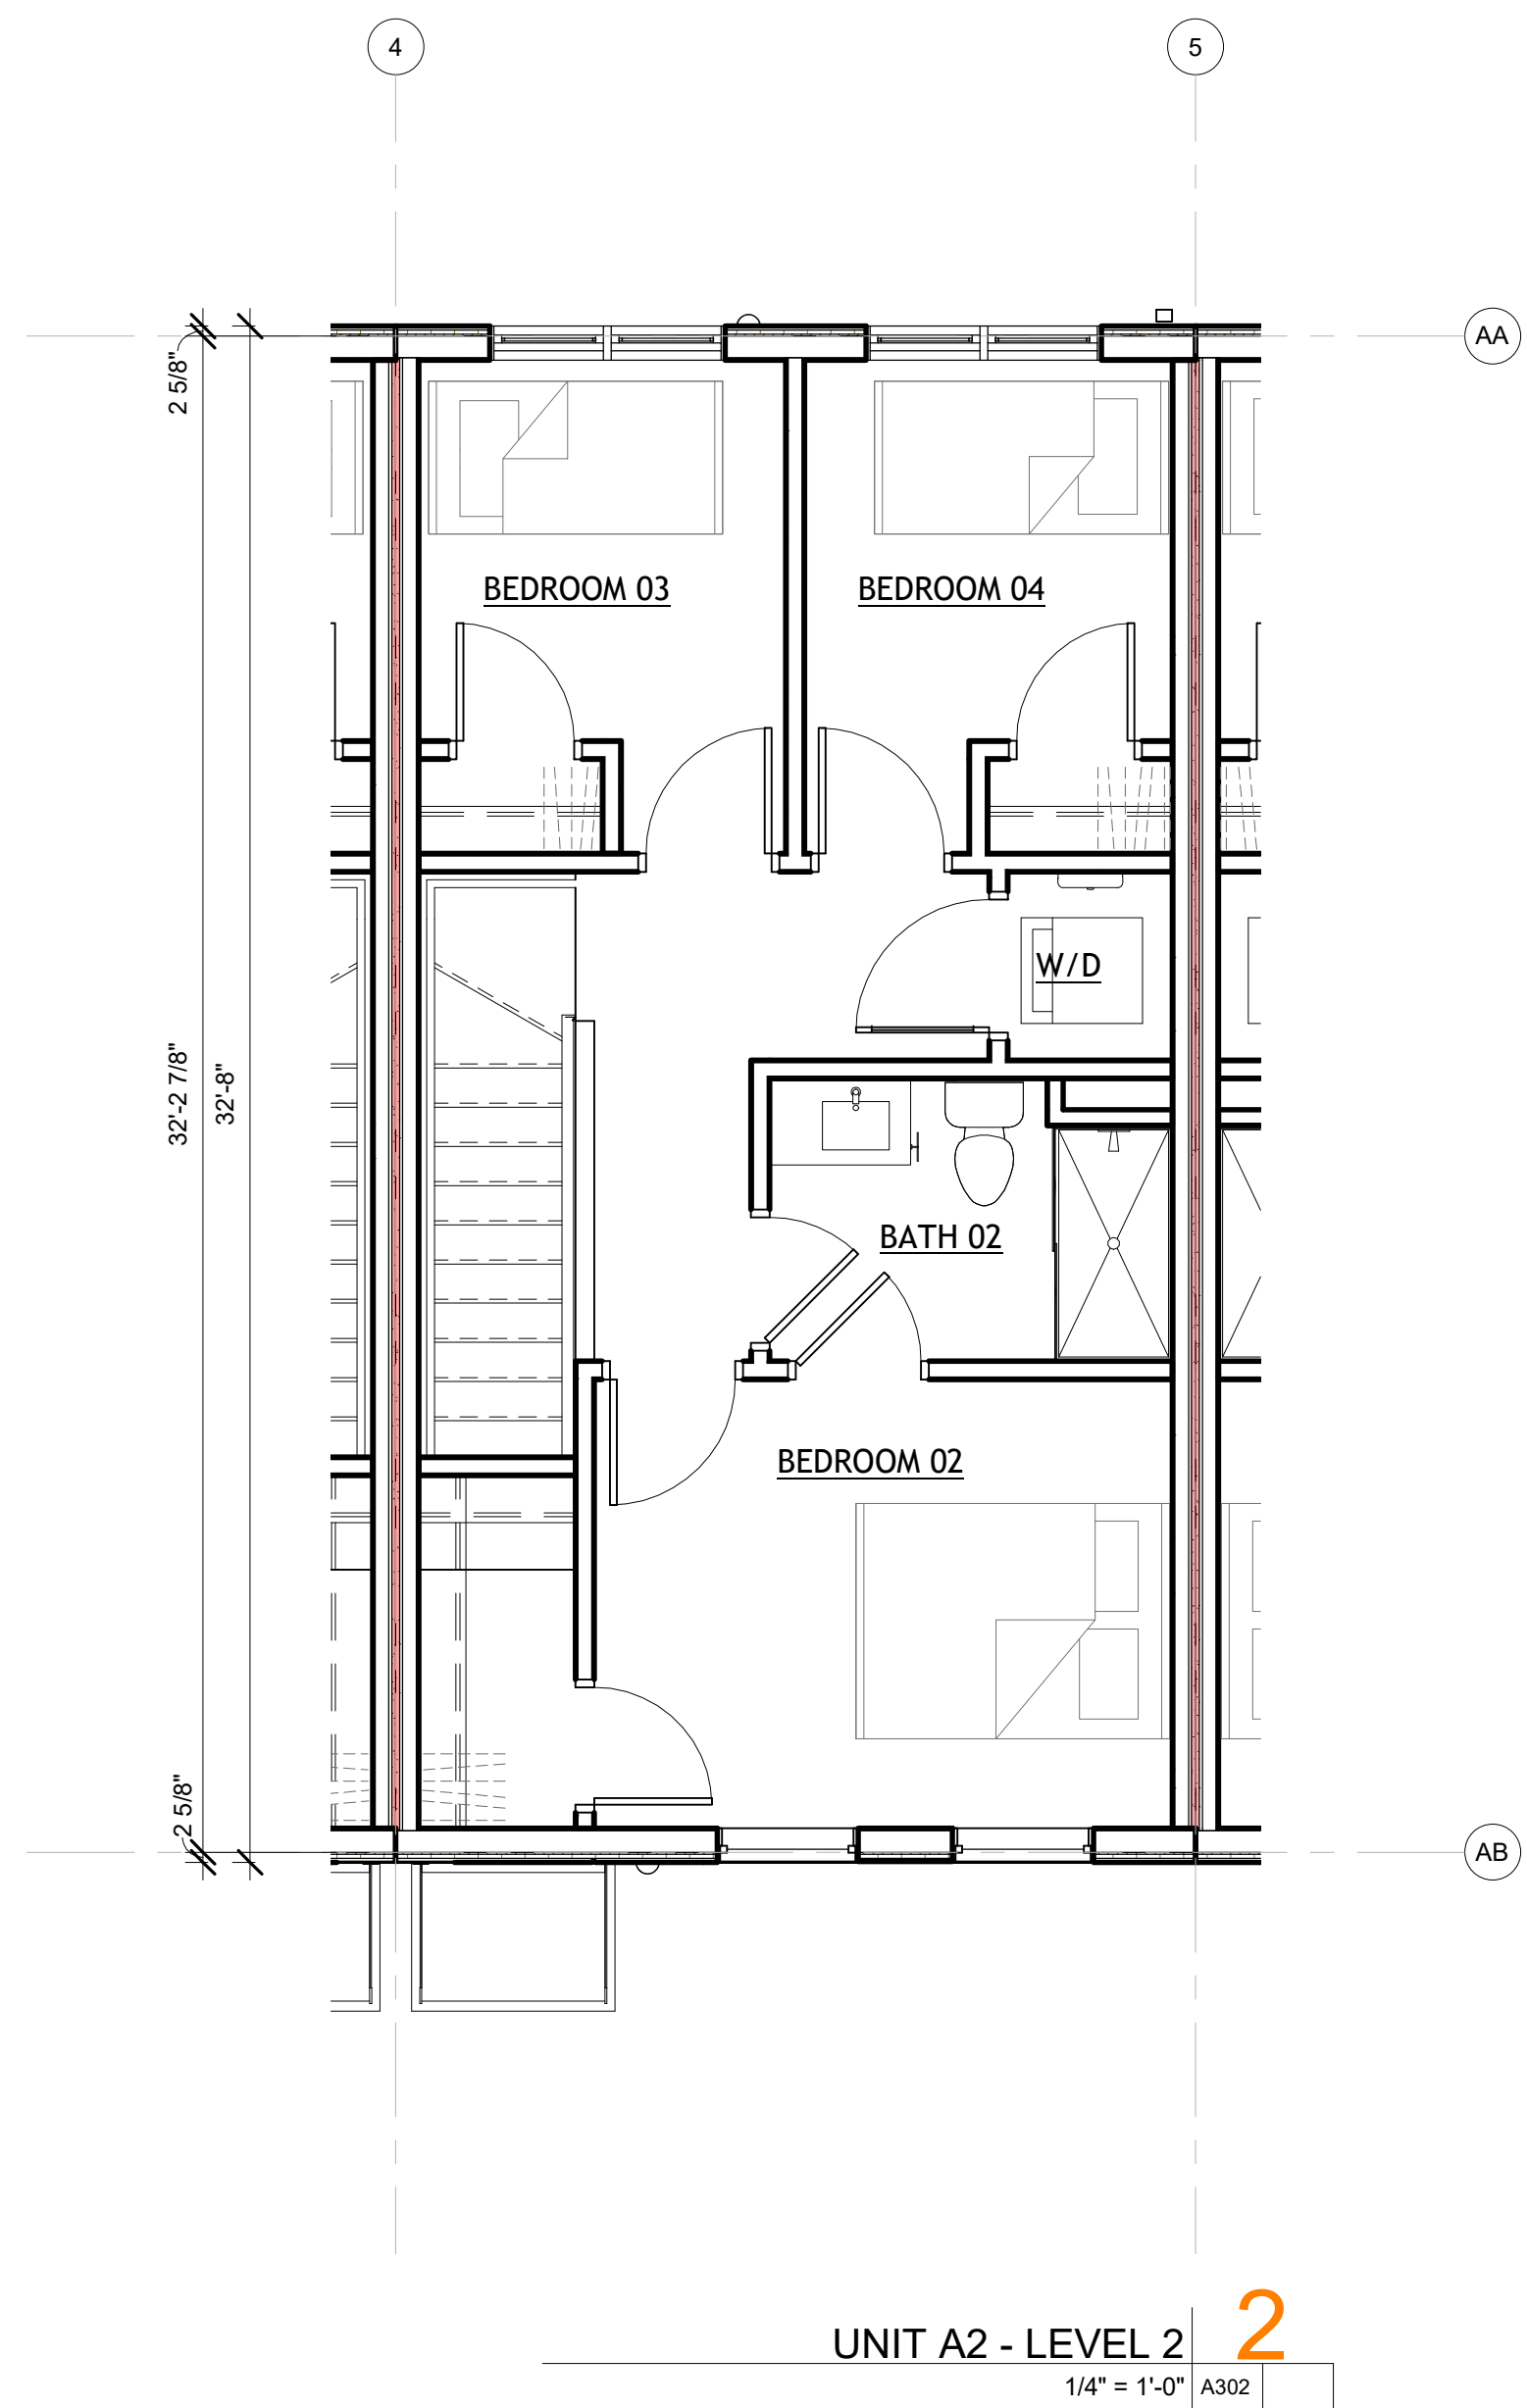 4
5
AA
2 5/8"
BEDROOM 03
BEDROOM 04
W/D
32'-2 7/8"
32'-8"
BATH 02
BEDROOM 02
2 5/8"
AB
UNIT A2 - LEVEL 2
2
1/4" = 1'-0"
A302